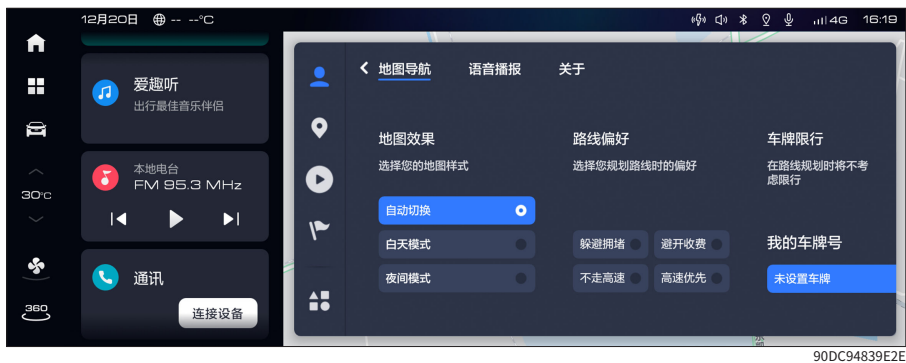 12月20日 -- --°C
4G 16:19
爱趣听
出行最佳音乐伴侣
本地电台
FM 95.3 MHz
30°C
通讯
连接设备
360
地图导航 语音播报 关于
地图效果
选择您的地图样式
自动切换
白天模式
夜间模式
路线偏好
选择您规划路线时的偏好
躲避拥堵 避开收费
不走高速 高速优先
车牌限行
在路线规划时将不考
虑限行
我的车牌号
未设置车牌
90DC94839E2E